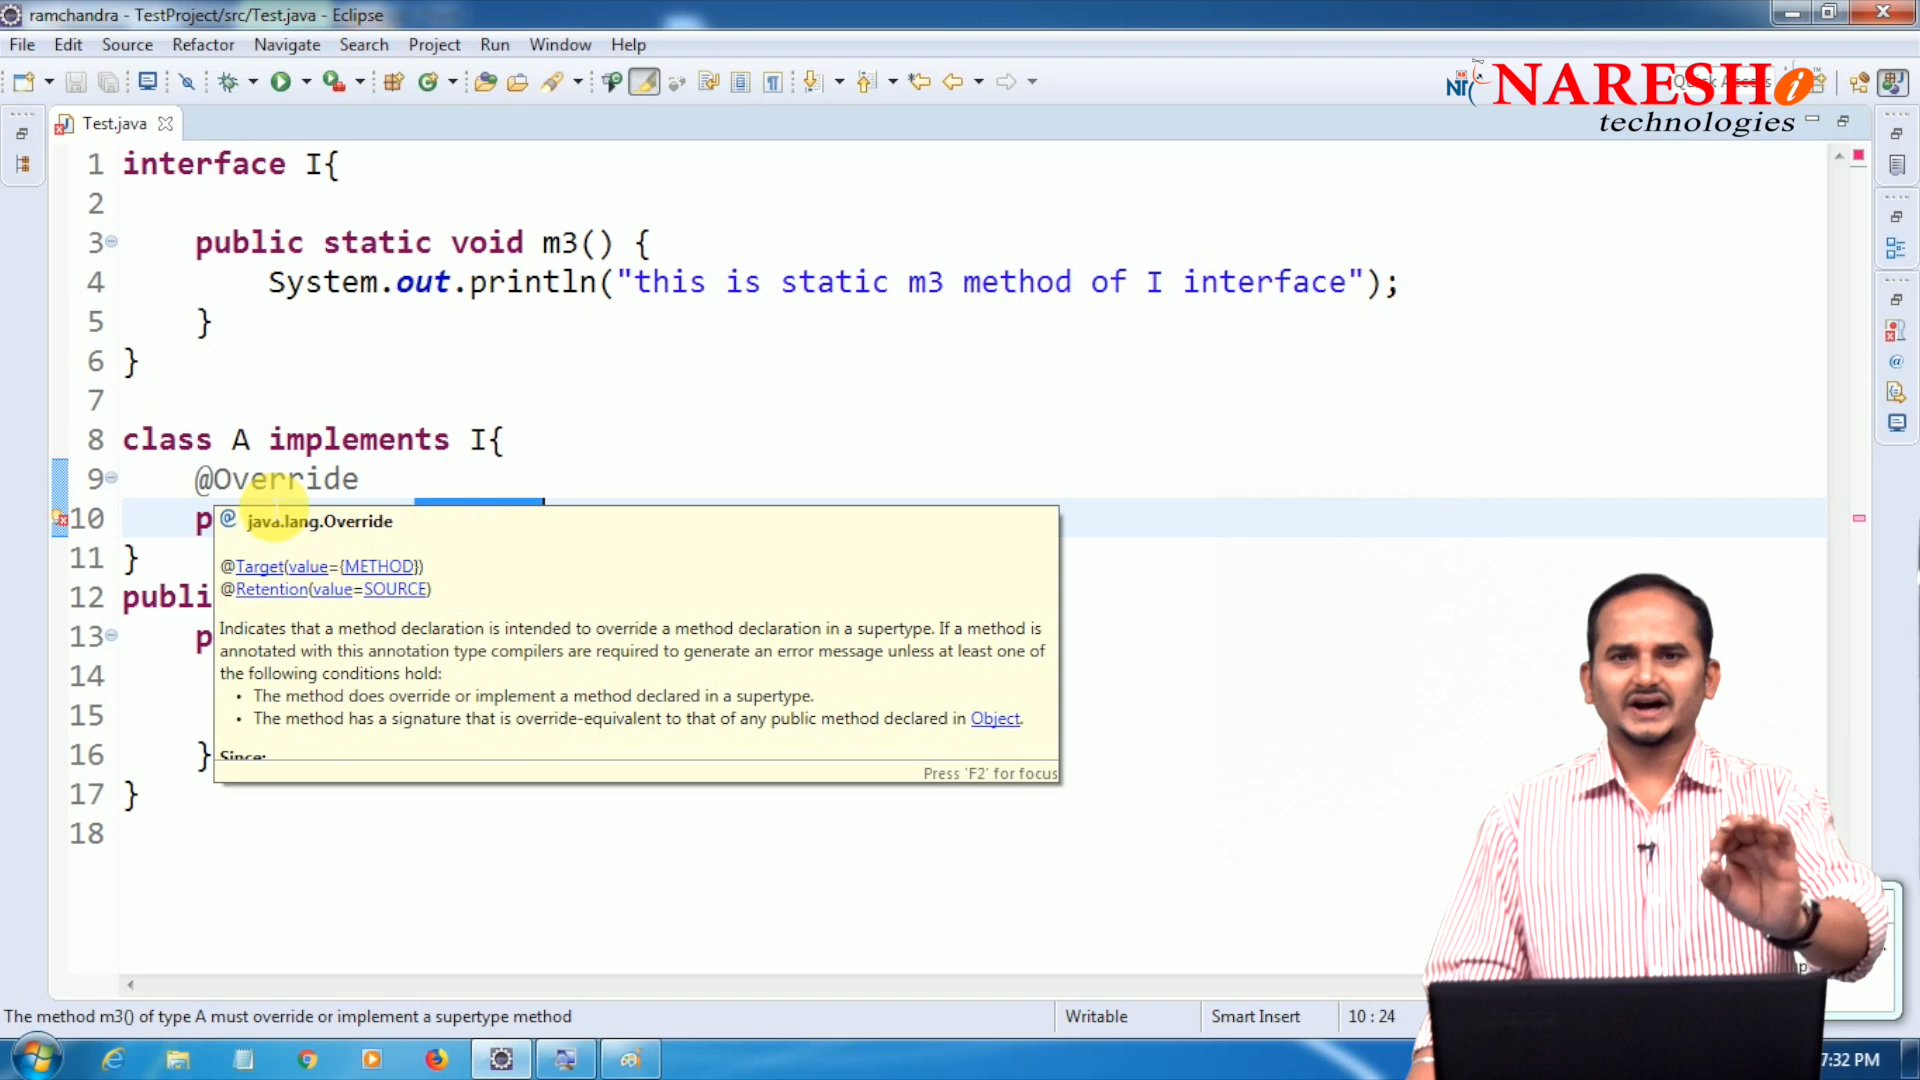 ramchandra - TestProject/src/Test.java - Eclipse
File Edit Source Refactor Navigate Search Project Run Window Help
NARESH i
technologies
Test.java
1 interface I{
2
3 public static void m3() {
4 System.out.println("this is static m3 method of I interface");
5 }
6 }
7
8 class A implements I{
9 @Override
10 p
11 }
12 publi
13 p
14
15
16 }
17 }
18
@ java.lang.Override
@Target(value={METHOD})
@Retention(value=SOURCE)
Indicates that a method declaration is intended to override a method declaration in a supertype. If a method is
annotated with this annotation type compilers are required to generate an error message unless at least one of
the following conditions hold:
• The method does override or implement a method declared in a supertype.
• The method has a signature that is override-equivalent to that of any public method declared in Object.
Since:
Press 'F2' for focus
The method m3() of type A must override or implement a supertype method
Writable
Smart Insert
10 : 24
7:32 PM